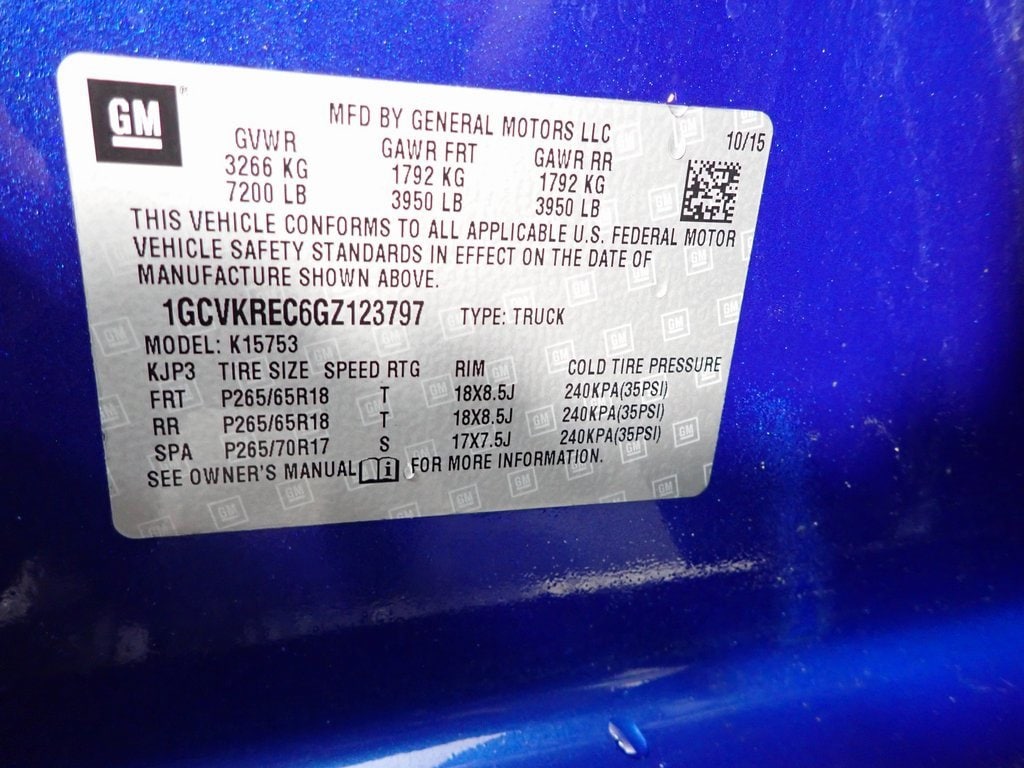 GM
MFD BY GENERAL MOTORS LLC
10/15
GVWR GAWR FRT GAWR RR
3266 KG 1792 KG 1792 KG
7200 LB 3950 LB 3950 LB
THIS VEHICLE CONFORMS TO ALL APPLICABLE U.S. FEDERAL MOTOR
VEHICLE SAFETY STANDARDS IN EFFECT ON THE DATE OF
MANUFACTURE SHOWN ABOVE.
1GCVKREC6GZ123797 TYPE: TRUCK
MODEL: K15753
KJP3 TIRE SIZE SPEED RTG RIM COLD TIRE PRESSURE
FRT P265/65R18 T 18X8.5J 240KPA(35PSI)
RR P265/65R18 T 18X8.5J 240KPA(35PSI)
SPA P265/70R17 S 17X7.5J 240KPA(35PSI)
SEE OWNER'S MANUAL i FOR MORE INFORMATION.